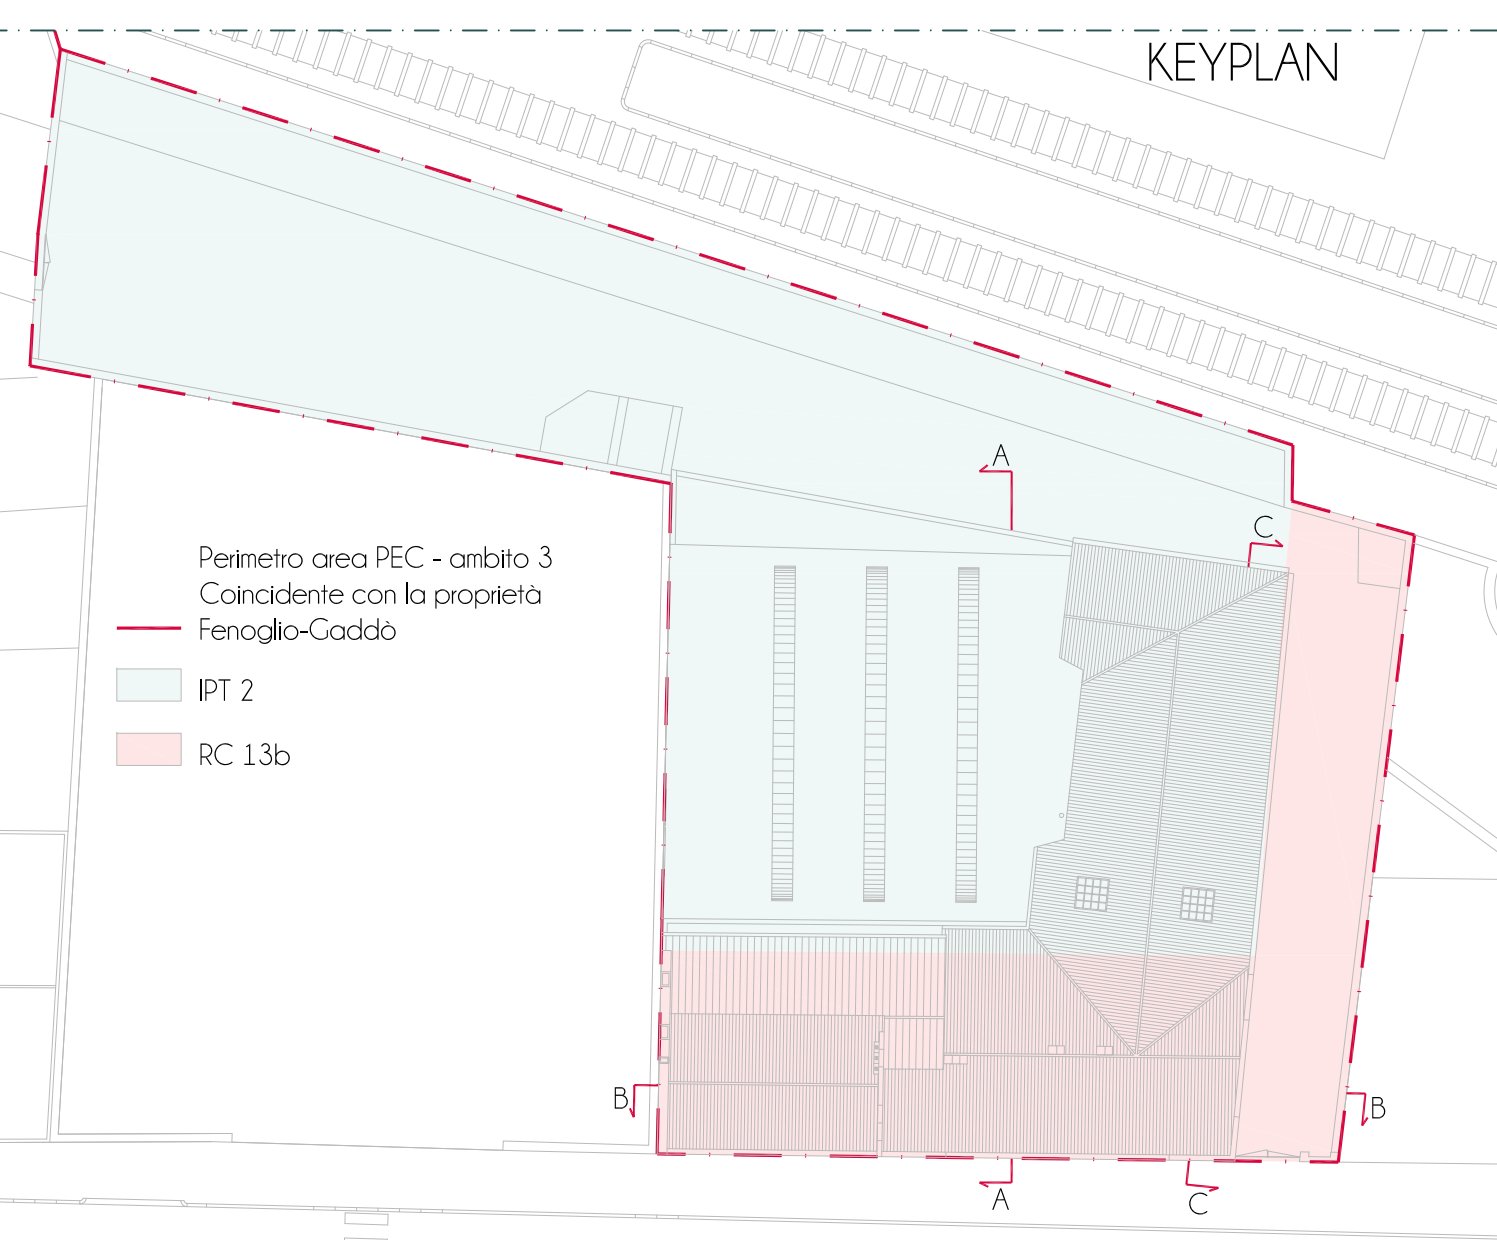 KEYPLAN
A
C
Perimetro area PEC - ambito 3
Coincidente con la proprietà
Fenoglio-Gaddò
IPT 2
RC 13b
B
B
A
C